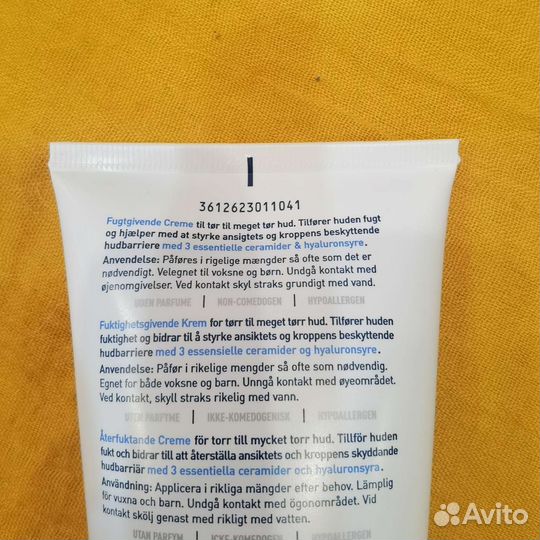 3612623011041
Fugtgivende Creme til tør til meget tør hud. Tilfører huden fugt
og hjælper med at styrke ansigtets og kroppens beskyttende
hudbarriere med 3 essentielle ceramider & hyaluronsyre.
Anvendelse: Påføres i rigelige mængder så ofte som det er
nødvendigt. Velegnet til voksne og børn. Undgå kontakt med
øjenomgivelser. Ved kontakt skyl straks grundigt med vand.
UDEN PARFUME | NON-COMEDOGEN | HYPOALLERGEN
Fuktighetsgivende Krem for tørr til meget tørr hud. Tilfører huden
fuktighet og bidrar til å styrke ansiktets og kroppens beskyttende
hudbarriere med 3 essensielle ceramider og hyaluronsyre.
Anvendelse: Påfør i rikelige mengder så ofte som nødvendig.
Egnet for både voksne og barn. Unngå kontakt med øyeområdet.
Ved kontakt, skyll straks rikelig med vann.
UTEN PARFYME | IKKE-KOMEDOGENISK | HYPOALLERGEN
Återfuktande Creme för torr till mycket torr hud. Tillför huden
fukt och bidrar till att återställa ansiktets och kroppens skyddande
hudbarriär med 3 essentiella ceramider och hyaluronsyra.
Användning: Applicera i rikliga mängder efter behov. Lämplig
för vuxna och barn. Undvik kontakt med ögonområdet. Vid
kontakt skölj genast med rikligt med vatten.
UTAN PARFYM | ICKE-KOMEDOGEN | HYPOALLERGEN
Avito